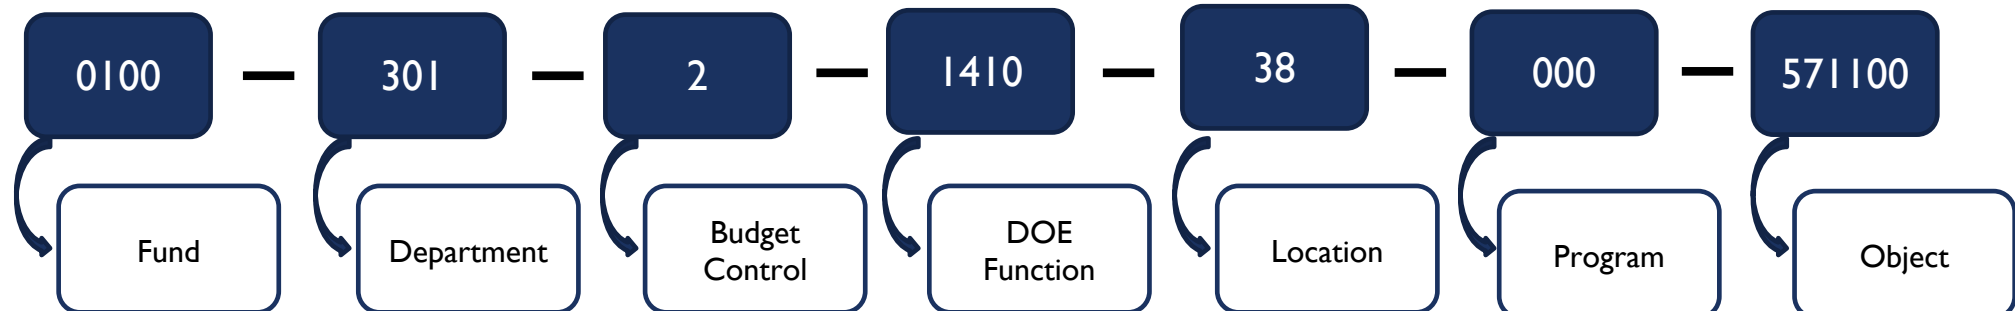 0100 — 301 — 2 — 1410 — 38 — 000 — 571100
Fund
Department
Budget
Control
DOE
Function
Location
Program
Object